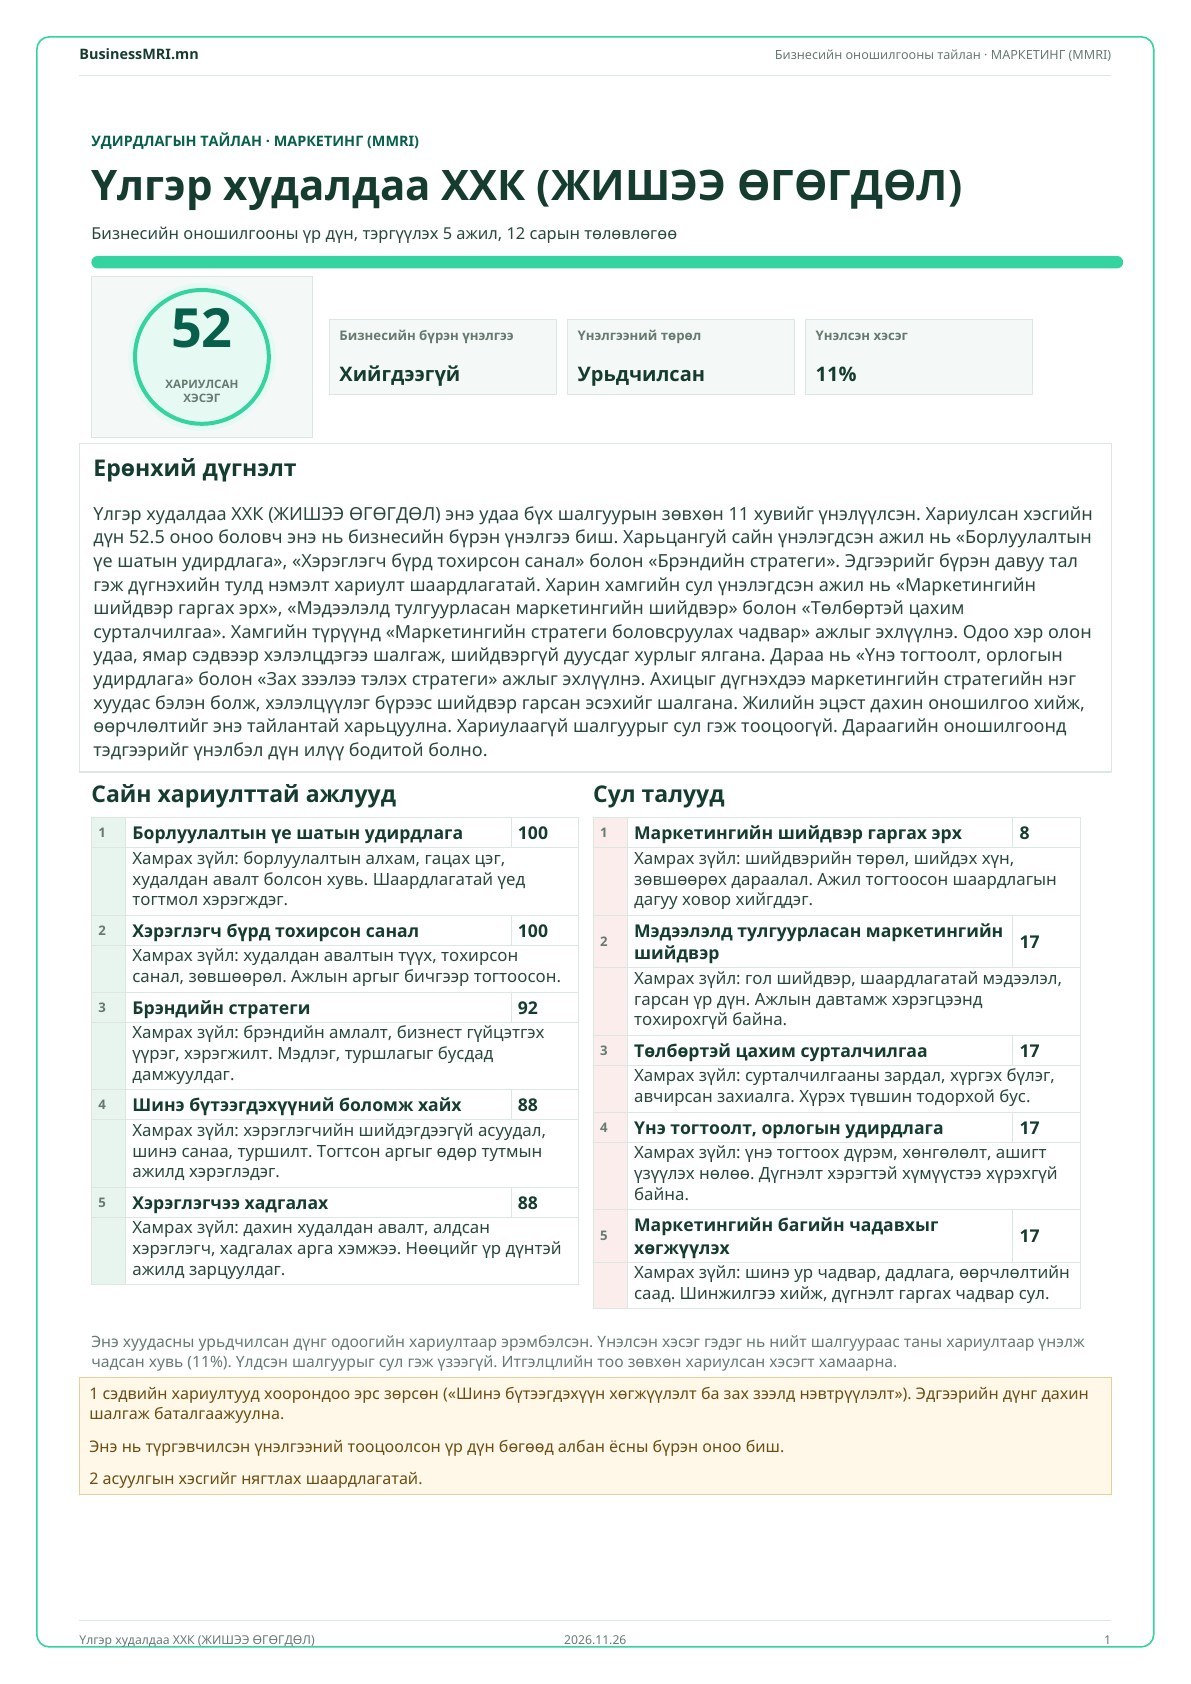 BusinessMRI.mn
Бизнесийн оношилгооны тайлан · МАРКЕТИНГ (MMRI)
УДИРДЛАГЫН ТАЙЛАН · МАРКЕТИНГ (MMRI)
Үлгэр худалдаа ХХК (ЖИШЭЭ ӨГӨГДӨЛ)
Бизнесийн оношилгооны үр дүн, тэргүүлэх 5 ажил, 12 сарын төлөвлөгөө
52
ХАРИУЛСАН
ХЭСЭГ
Бизнесийн бүрэн үнэлгээ
Хийгдээгүй
Үнэлгээний төрөл
Урьдчилсан
Үнэлсэн хэсэг
11%
Ерөнхий дүгнэлт
Үлгэр худалдаа ХХК (ЖИШЭЭ ӨГӨГДӨЛ) энэ удаа бүх шалгуурын зөвхөн 11 хувийг үнэлүүлсэн. Хариулсан хэсгийн
дүн 52.5 оноо боловч энэ нь бизнесийн бүрэн үнэлгээ биш. Харьцангуй сайн үнэлэгдсэн ажил нь «Борлуулалтын
үе шатын удирдлага», «Хэрэглэгч бүрд тохирсон санал» болон «Брэндийн стратеги». Эдгээрийг бүрэн давуу тал
гэж дүгнэхийн тулд нэмэлт хариулт шаардлагатай. Харин хамгийн сул үнэлэгдсэн ажил нь «Маркетингийн
шийдвэр гаргах эрх», «Мэдээлэлд тулгуурласан маркетингийн шийдвэр» болон «Төлбөртэй цахим
сурталчилгаа». Хамгийн түрүүнд «Маркетингийн стратеги боловсруулах чадвар» ажлыг эхлүүлнэ. Одоо хэр олон
удаа, ямар сэдвээр хэлэлцдэгээ шалгаж, шийдвэргүй дуусдаг хурлыг ялгана. Дараа нь «Үнэ тогтоолт, орлогын
удирдлага» болон «Зах зээлээ тэлэх стратеги» ажлыг эхлүүлнэ. Ахицыг дүгнэхдээ маркетингийн стратегийн нэг
хуудас бэлэн болж, хэлэлцүүлэг бүрээс шийдвэр гарсан эсэхийг шалгана. Жилийн эцэст дахин оношилгоо хийж,
өөрчлөлтийг энэ тайлантай харьцуулна. Хариулаагүй шалгуурыг сул гэж тооцоогүй. Дараагийн оношилгоонд
тэдгээрийг үнэлбэл дүн илүү бодитой болно.
Сайн хариулттай ажлууд
1 Борлуулалтын үе шатын удирдлага 100
Хамрах зүйл: борлуулалтын алхам, гацах цэг,
худалдан авалт болсон хувь. Шаардлагатай үед
тогтмол хэрэгждэг.
2 Хэрэглэгч бүрд тохирсон санал 100
Хамрах зүйл: худалдан авалтын түүх, тохирсон
санал, зөвшөөрөл. Ажлын аргыг бичгээр тогтоосон.
3 Брэндийн стратеги 92
Хамрах зүйл: брэндийн амлалт, бизнест гүйцэтгэх
үүрэг, хэрэгжилт. Мэдлэг, туршлагыг бусдад
дамжуулдаг.
4 Шинэ бүтээгдэхүүний боломж хайх 88
Хамрах зүйл: хэрэглэгчийн шийдэгдээгүй асуудал,
шинэ санаа, туршилт. Тогтсон аргыг өдөр тутмын
ажилд хэрэглэдэг.
5 Хэрэглэгчээ хадгалах 88
Хамрах зүйл: дахин худалдан авалт, алдсан
хэрэглэгч, хадгалах арга хэмжээ. Нөөцийг үр дүнтэй
ажилд зарцуулдаг.
Сул талууд
1 Маркетингийн шийдвэр гаргах эрх 8
Хамрах зүйл: шийдвэрийн төрөл, шийдэх хүн,
зөвшөөрөх дараалал. Ажил тогтоосон шаардлагын
дагуу ховор хийгддэг.
2 Мэдээлэлд тулгуурласан маркетингийн
шийдвэр 17
Хамрах зүйл: гол шийдвэр, шаардлагатай мэдээлэл,
гарсан үр дүн. Ажлын давтамж хэрэгцээнд
тохирохгүй байна.
3 Төлбөртэй цахим сурталчилгаа 17
Хамрах зүйл: сурталчилгааны зардал, хүргэх бүлэг,
авчирсан захиалга. Хүрэх түвшин тодорхой бус.
4 Үнэ тогтоолт, орлогын удирдлага 17
Хамрах зүйл: үнэ тогтоох дүрэм, хөнгөлөлт, ашигт
үзүүлэх нөлөө. Дүгнэлт хэрэгтэй хүмүүстээ хүрэхгүй
байна.
5 Маркетингийн багийн чадавхыг
хөгжүүлэх 17
Хамрах зүйл: шинэ ур чадвар, дадлага, өөрчлөлтийн
саад. Шинжилгээ хийж, дүгнэлт гаргах чадвар сул.
Энэ хуудасны урьдчилсан дүнг одоогийн хариултаар эрэмбэлсэн. Үнэлсэн хэсэг гэдэг нь нийт шалгуураас таны хариултаар үнэлж
чадсан хувь (11%). Үлдсэн шалгуурыг сул гэж үзээгүй. Итгэлцлийн тоо зөвхөн хариулсан хэсэгт хамаарна.
1 сэдвийн хариултууд хоорондоо эрс зөрсөн («Шинэ бүтээгдэхүүн хөгжүүлэлт ба зах зээлд нэвтрүүлэлт»). Эдгээрийн дүнг дахин
шалгаж баталгаажуулна.
Энэ нь түргэвчилсэн үнэлгээний тооцоолсон үр дүн бөгөөд албан ёсны бүрэн оноо биш.
2 асуулгын хэсгийг нягтлах шаардлагатай.
Үлгэр худалдаа ХХК (ЖИШЭЭ ӨГӨГДӨЛ)
2026.11.26
1